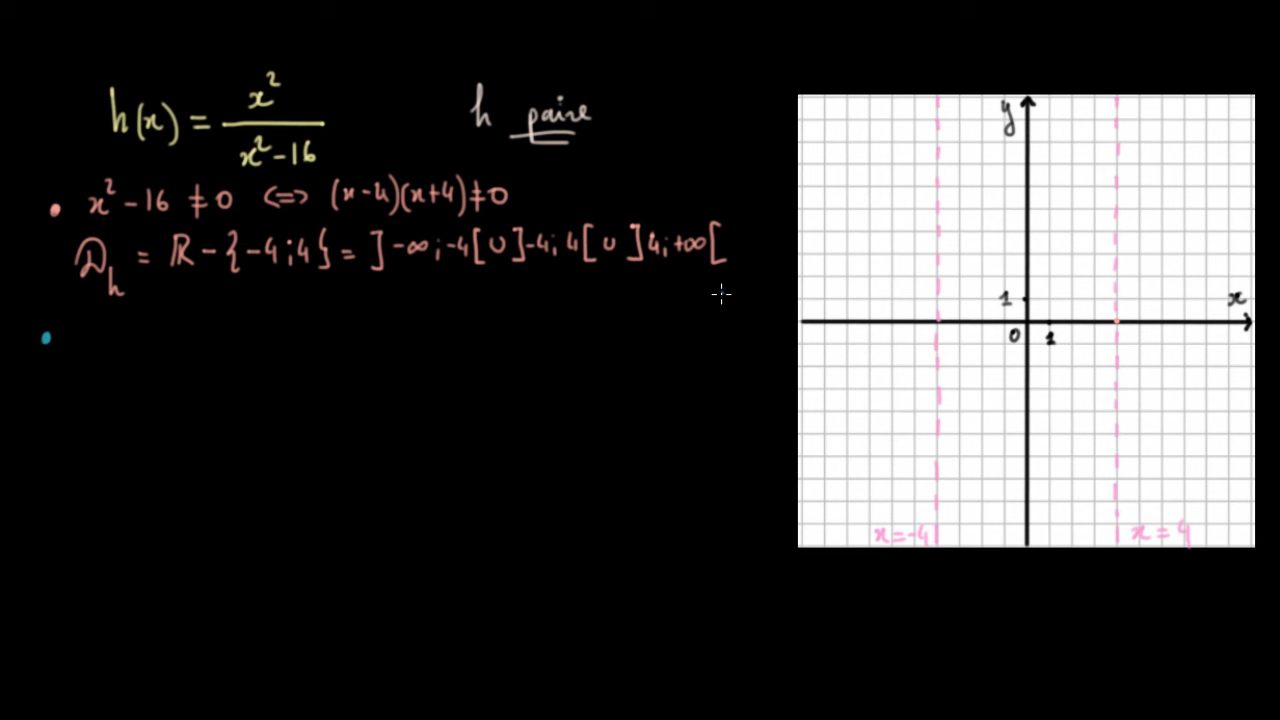 h(x) = x² / x²-16
h paire
x² - 16 ≠ 0 <=> (x-4)(x+4)≠0
D_h = ℝ - {-4;4} = ]-∞;-4[ ∪ ]-4;4[ ∪ ]4;+∞[
y
1
x
0
1
x=-4
x=4